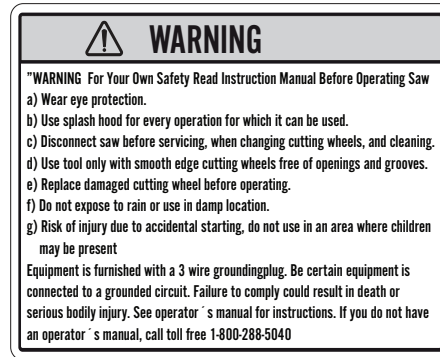 WARNING
"WARNING For Your Own Safety Read Instruction Manual Before Operating Saw
a) Wear eye protection.
b) Use splash hood for every operation for which it can be used.
c) Disconnect saw before servicing, when changing cutting wheels, and cleaning.
d) Use tool only with smooth edge cutting wheels free of openings and grooves.
e) Replace damaged cutting wheel before operating.
f) Do not expose to rain or use in damp location.
g) Risk of injury due to accidental starting, do not use in an area where children
may be present
Equipment is furnished with a 3 wire groundingplug. Be certain equipment is
connected to a grounded circuit. Failure to comply could result in death or
serious bodily injury. See operator´s manual for instructions. If you do not have
an operator´s manual, call toll free 1-800-288-5040